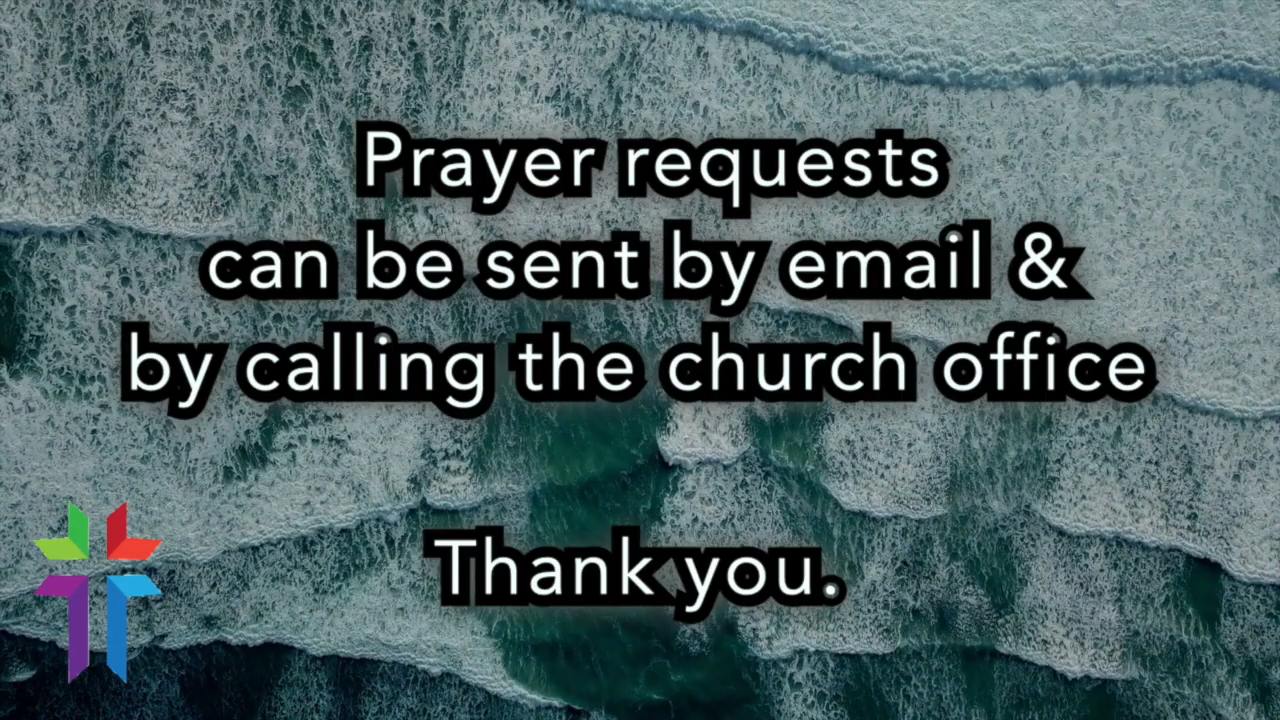 Prayer requests
can be sent by email &
by calling the church office
Thank you.